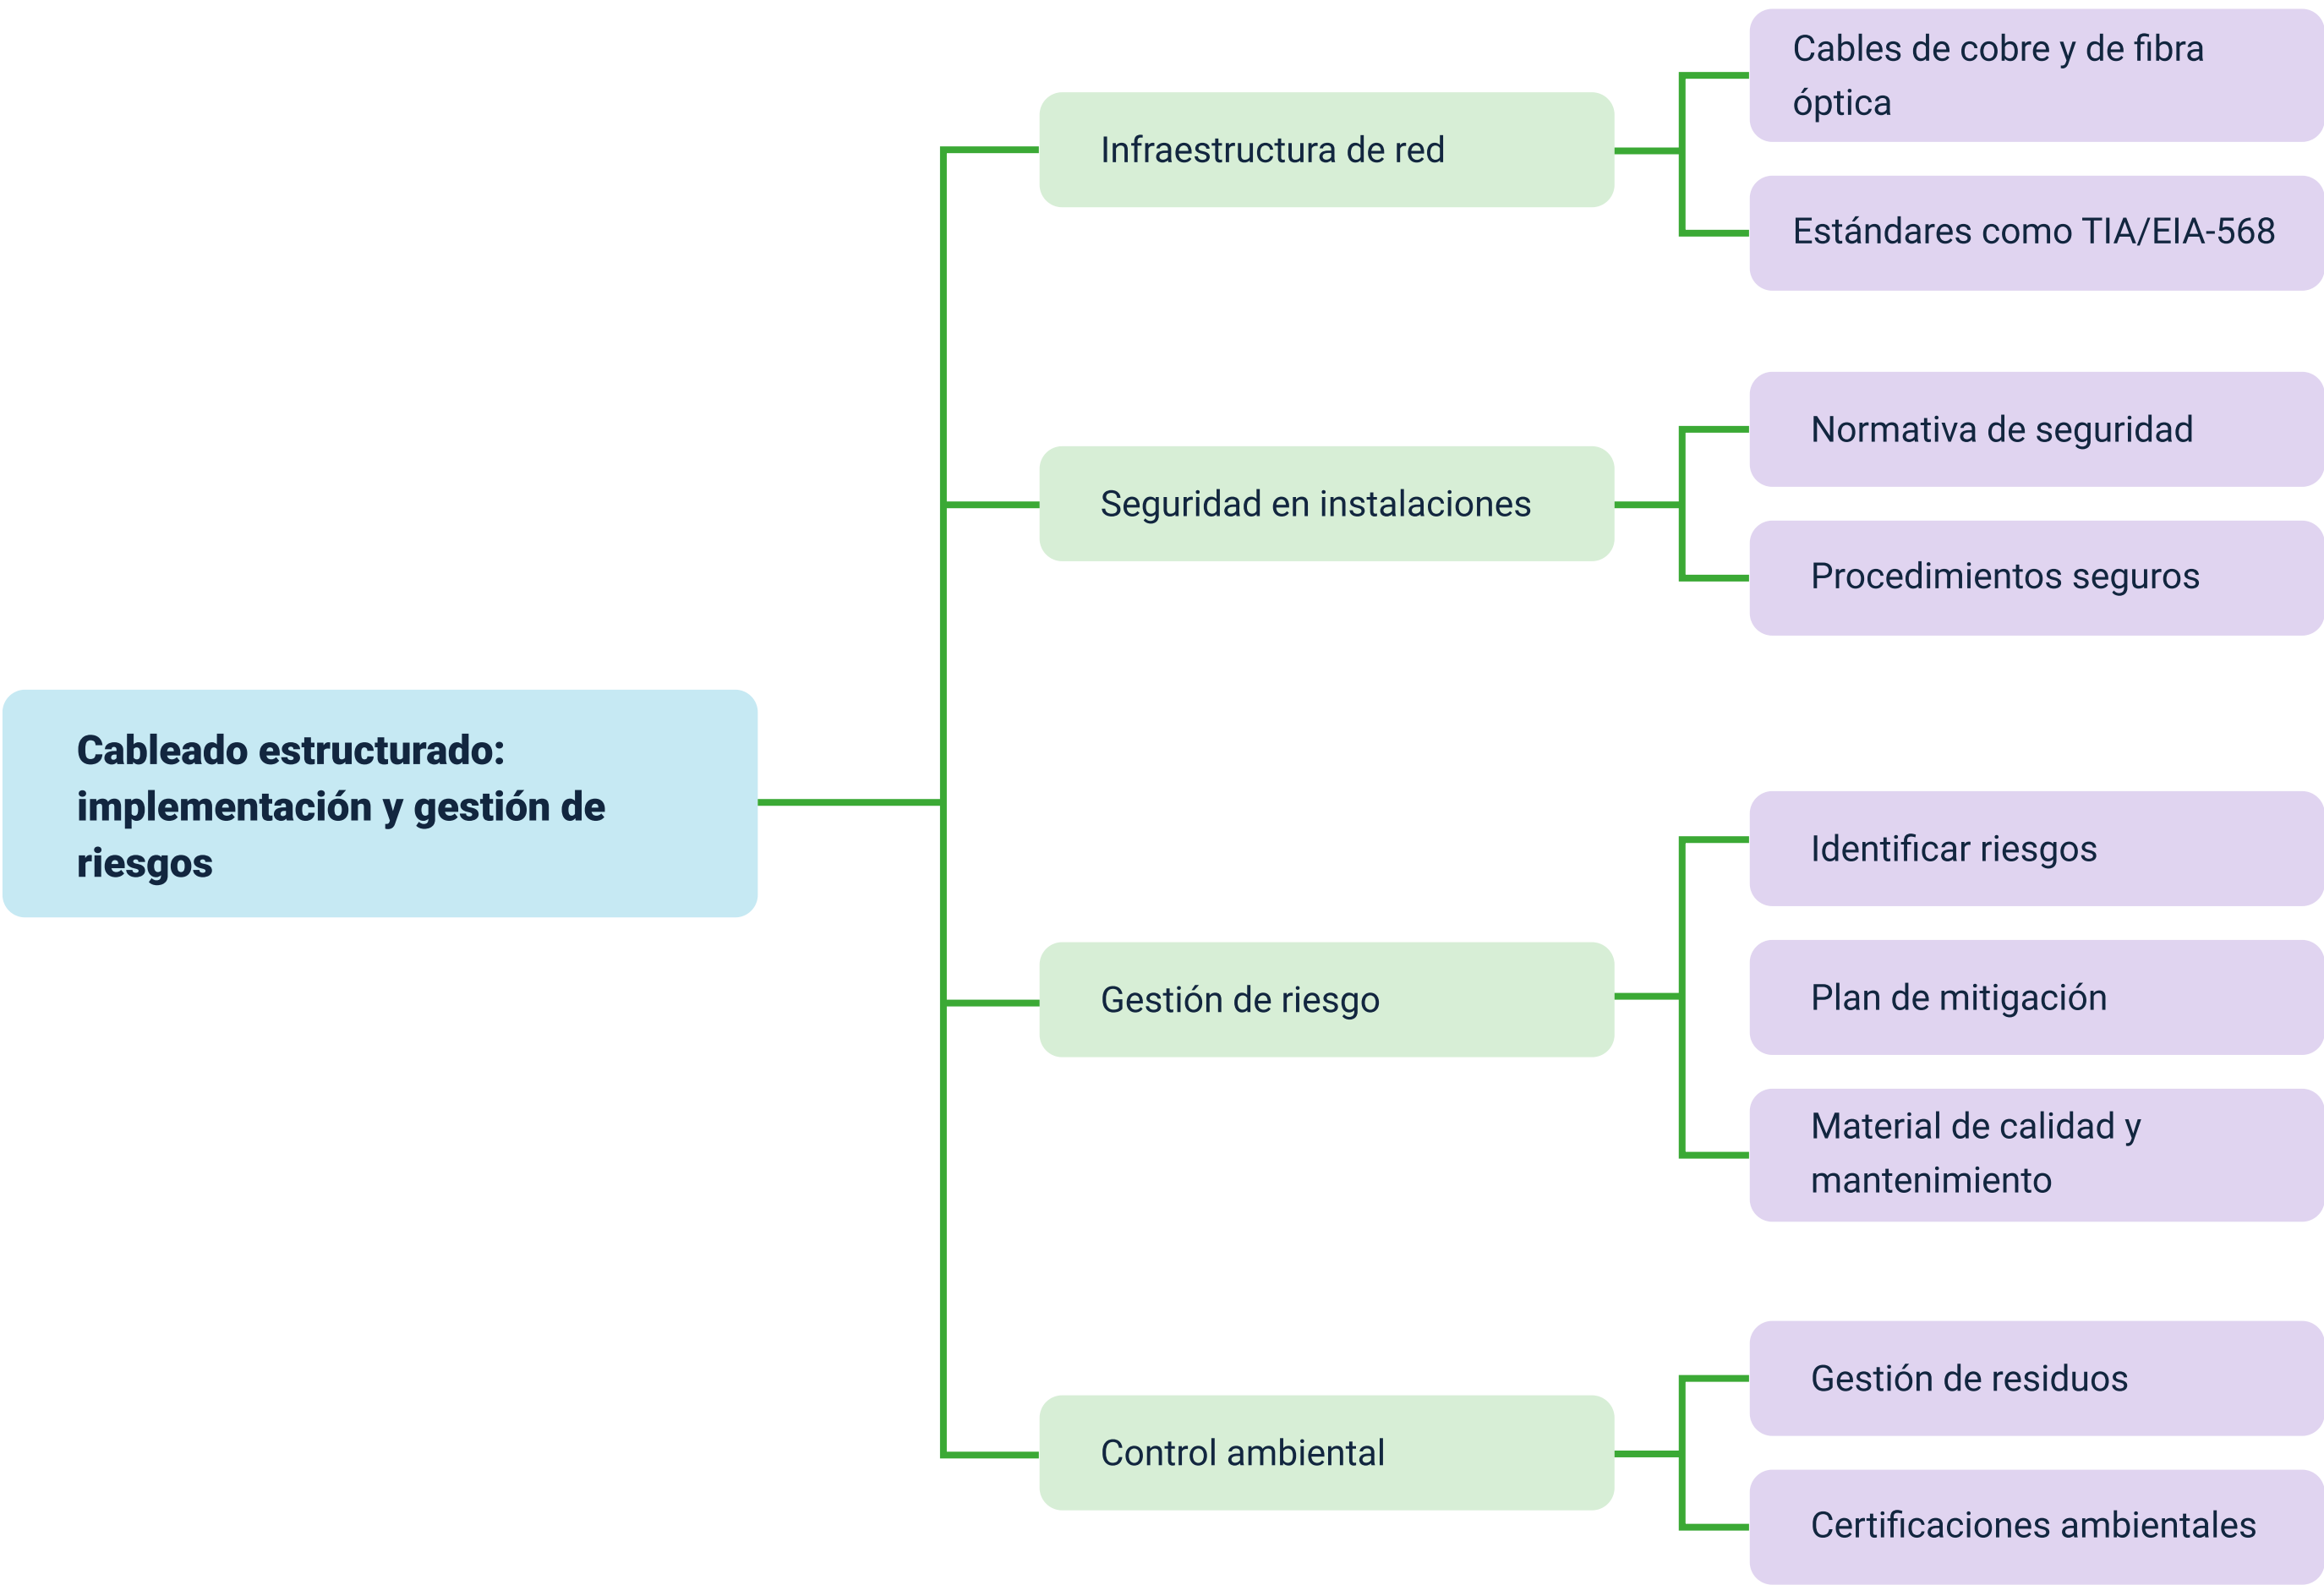 Cableado estructurado:
implementación y gestión de
riesgos
Infraestructura de red
Cables de cobre y de fibra
óptica
Estándares como TIA/EIA-568
Seguridad en instalaciones
Normativa de seguridad
Procedimientos seguros
Gestión de riesgo
Identificar riesgos
Plan de mitigación
Material de calidad y
mantenimiento
Control ambiental
Gestión de residuos
Certificaciones ambientales